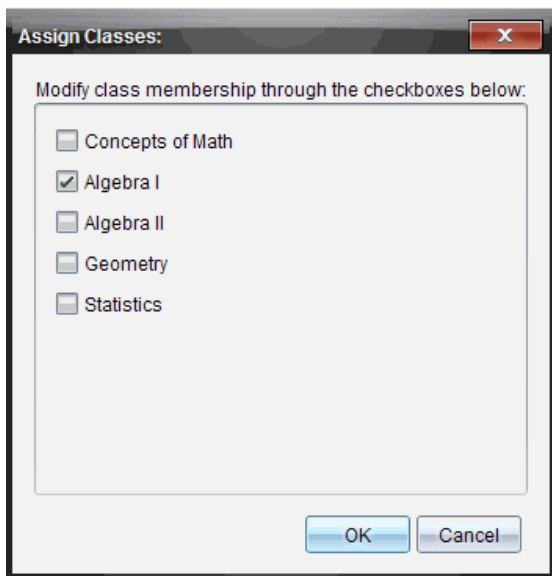 Assign Classes:
Modify class membership through the checkboxes below:
Concepts of Math
Algebra I
Algebra II
Geometry
Statistics
OK Cancel